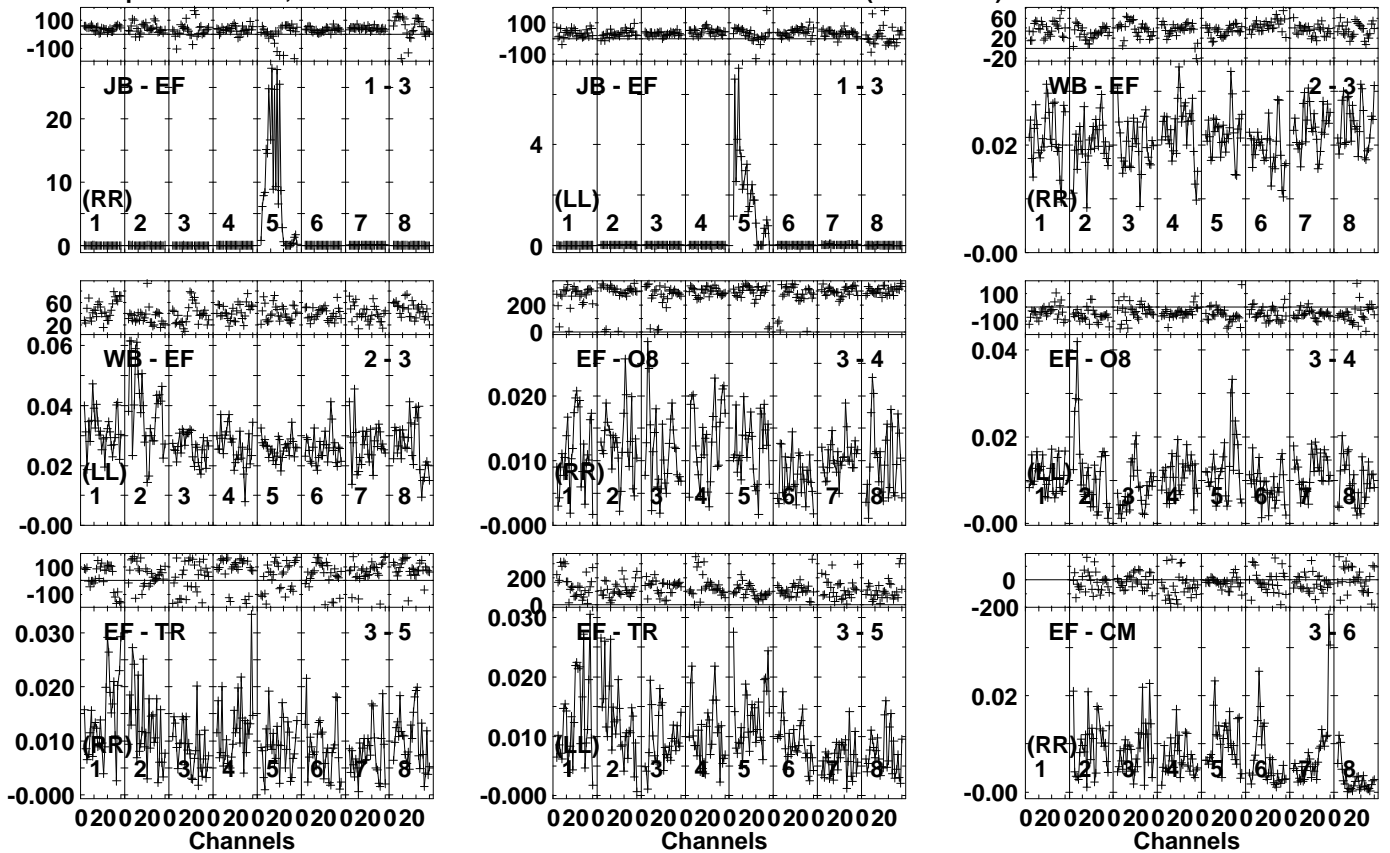 100 100 60
-100 -100 20
-20
JB - EF 1 - 3 JB - EF 1 - 3 WB - EF 2 - 3
20 4 0.02
10
(RR) (LL) (RR)
1 2 3 4 5 6 7 8 1 2 3 4 5 6 7 8 1 2 3 4 5 6 7 8
0 0 -0.00
60 200 100
20 0 -100
0.06 WB - EF 2 - 3 EF - O8 3 - 4 0.04 EF - O8 3 - 4
0.04 0.020 0.02
0.02 0.010
(LL) (RR) (LL)
1 2 3 4 5 6 7 8 1 2 3 4 5 6 7 8 1 2 3 4 5 6 7 8
-0.00 -0.000 -0.00
100 200 0
-100 0 -200
0.030 EF - TR 3 - 5 0.030 EF - TR 3 - 5 EF - CM 3 - 6
0.020 0.020 0.02
0.010 0.010
(RR) (LL) (RR)
1 2 3 4 5 6 7 8 1 2 3 4 5 6 7 8 1 2 3 4 5 6 7 8
-0.000 -0.000 -0.00
0 20 0 20 0 20 0 20 0 20 0 20 0 20 0 20 0 20 0 20 0 20 0 20 0 20 0 20 0 20 0 20 0 20 0 20 0 20 0 20 0 20 0 20 0 20 0 20
Channels Channels Channels